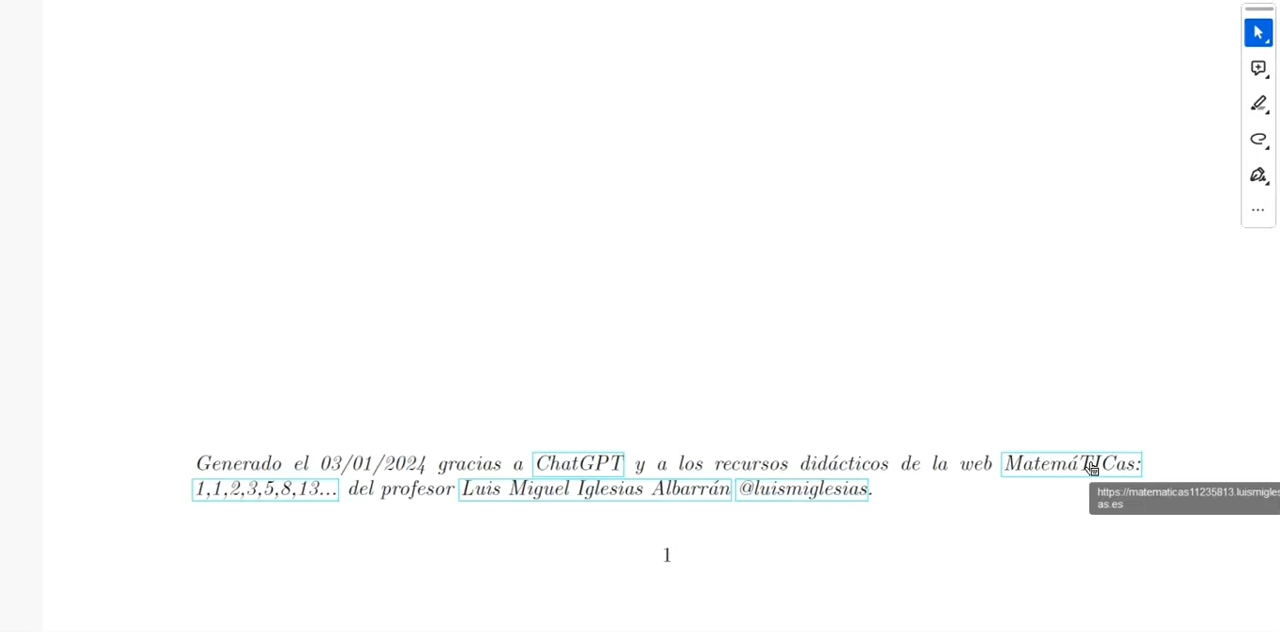 Generado el 03/01/2024 gracias a ChatGPT y a los recursos didácticos de la web MatemáTICas:
1,1,2,3,5,8,13... del profesor Luis Miguel Iglesias Albarrán @luismiglesias.
https://matematicas11235813.luismigles
as.es
1